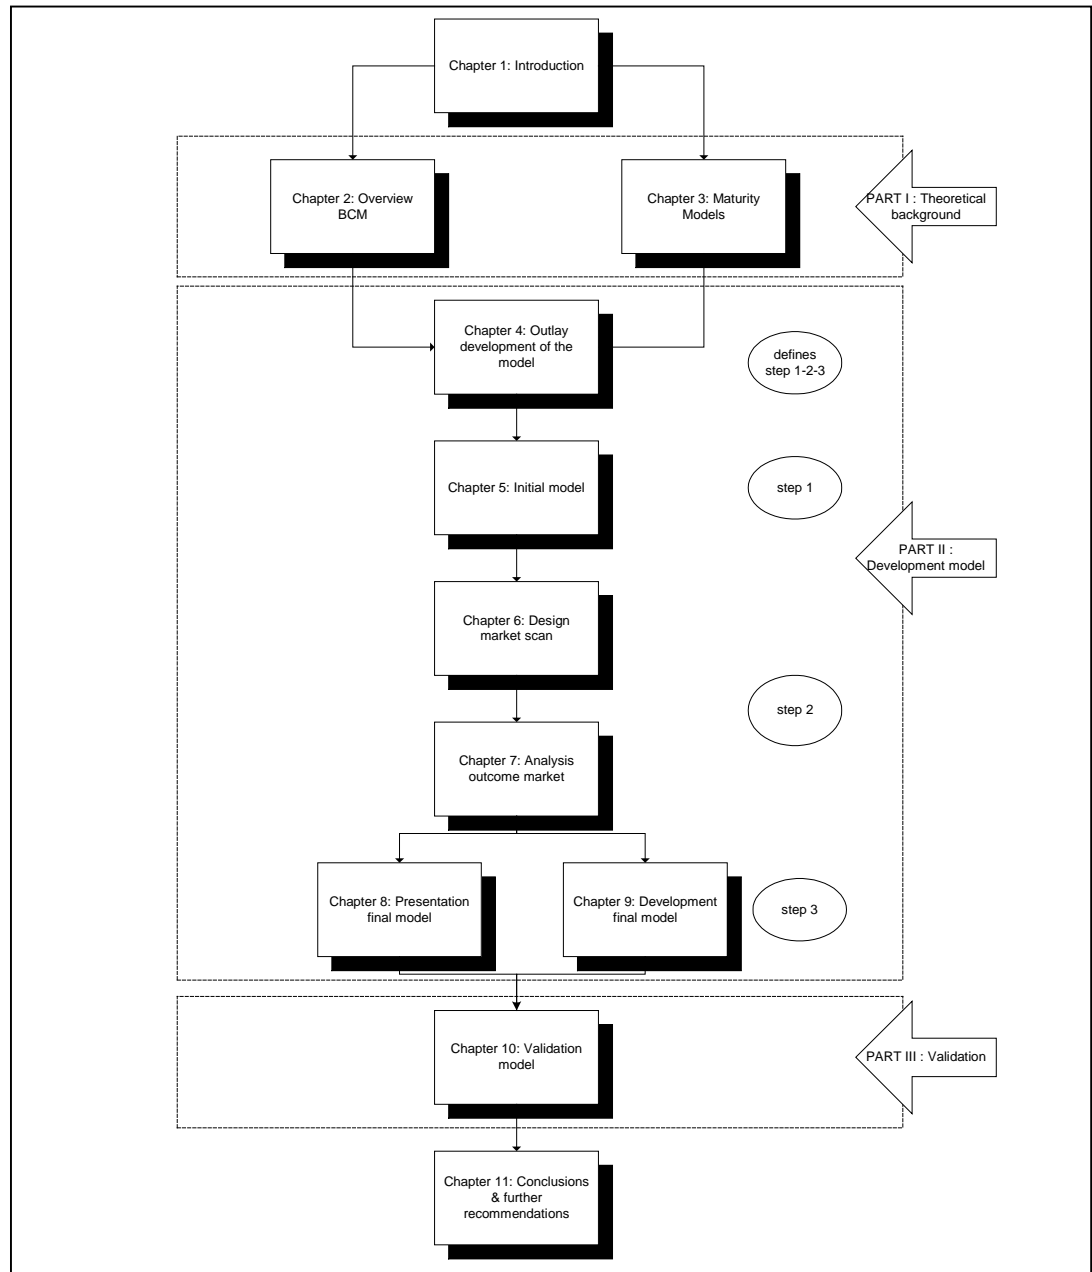 Chapter 1: Introduction
Chapter 2: Overview
BCM
Chapter 3: Maturity
Models
PART I : Theoretical
background
Chapter 4: Outlay
development of the
model
defines
step 1-2-3
Chapter 5: Initial model
step 1
PART II :
Development model
Chapter 6: Design
market scan
step 2
Chapter 7: Analysis
outcome market
Chapter 8: Presentation
final model
Chapter 9: Development
final model
step 3
Chapter 10: Validation
model
PART III : Validation
Chapter 11: Conclusions
& further
recommendations